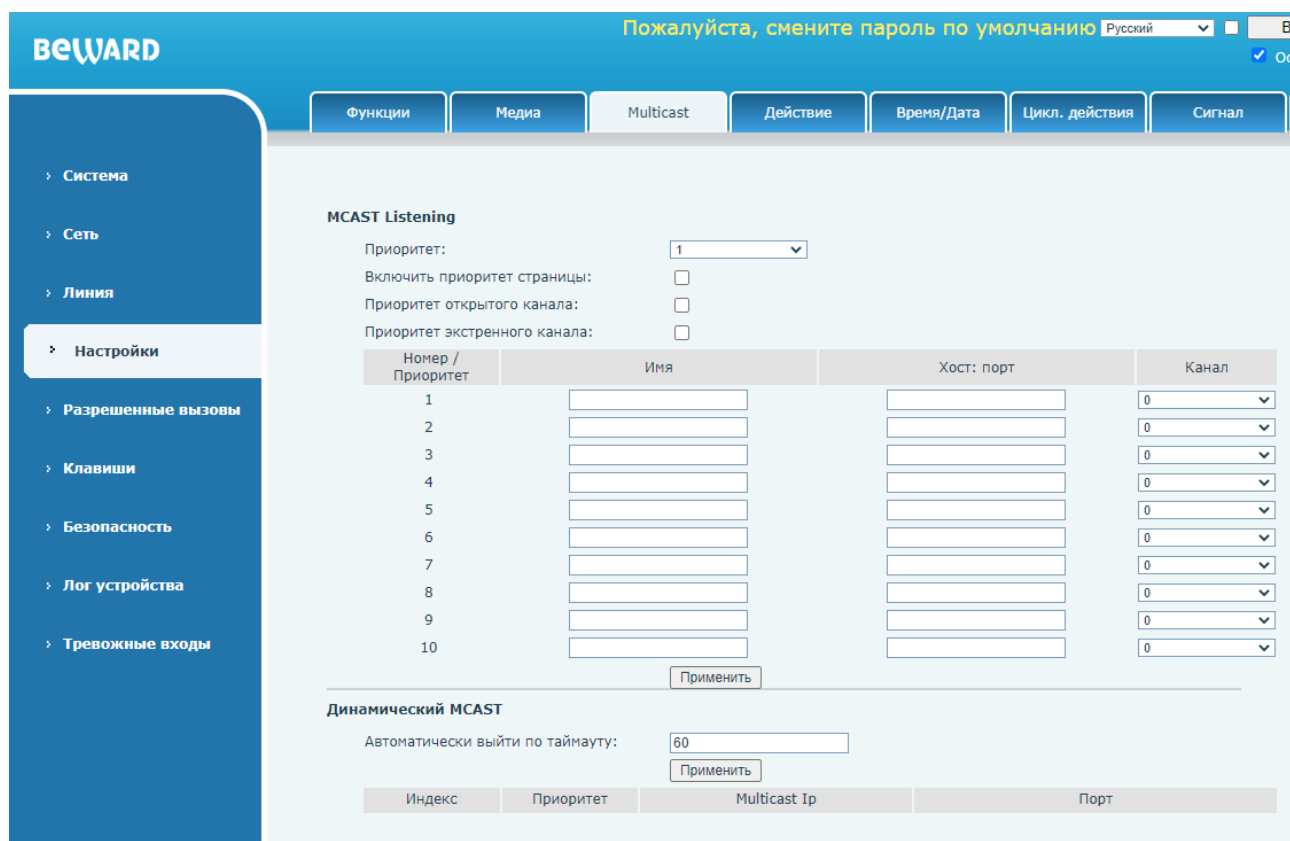 Пожалуйста, смените пароль по умолчанию Русский
BEWARD
Функции Медиа Multicast Действие Время/Дата Цикл. действия Сигнал
Система
Сеть
Линия
Настройки
Разрешенные вызовы
Клавиши
Безопасность
Лог устройства
Тревожные входы
MCAST Listening
Приоритет: 1
Включить приоритет страницы:
Приоритет открытого канала:
Приоритет экстренного канала:
Номер / Приоритет Имя Хост: порт Канал
1 0
2 0
3 0
4 0
5 0
6 0
7 0
8 0
9 0
10 0
Применить
Динамический MCAST
Автоматически выйти по таймауту: 60
Применить
Индекс Приоритет Multicast Ip Порт